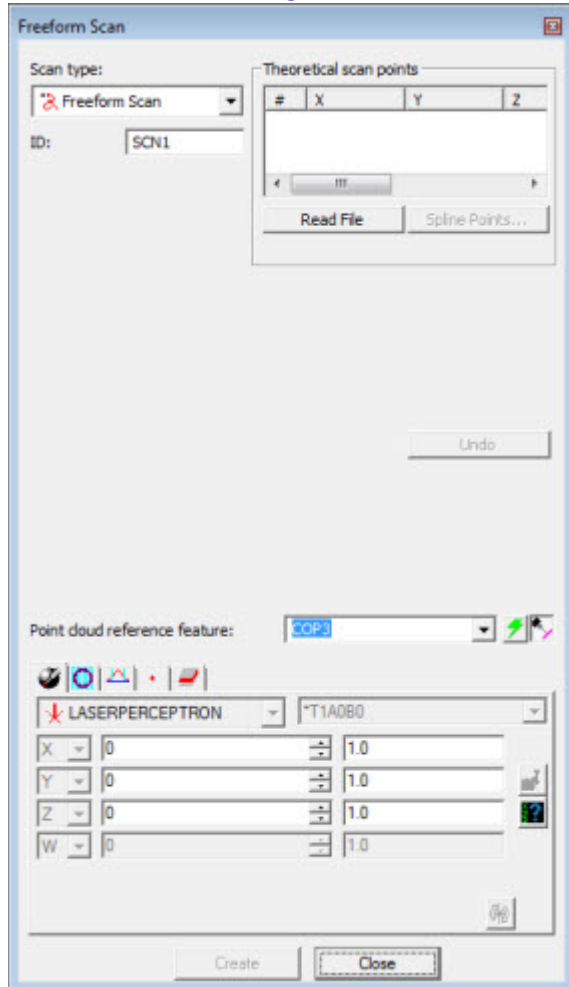 Freeform Scan
Scan type:
Freeform Scan
ID: SCN1
Theoretical scan points
# X Y Z
Read File Spline Points...
Undo
Point cloud reference feature: COP3
LASERPERCEPTRON *T1A0B0
X 0 1.0
Y 0 1.0
Z 0 1.0
W 0 1.0
Create Close